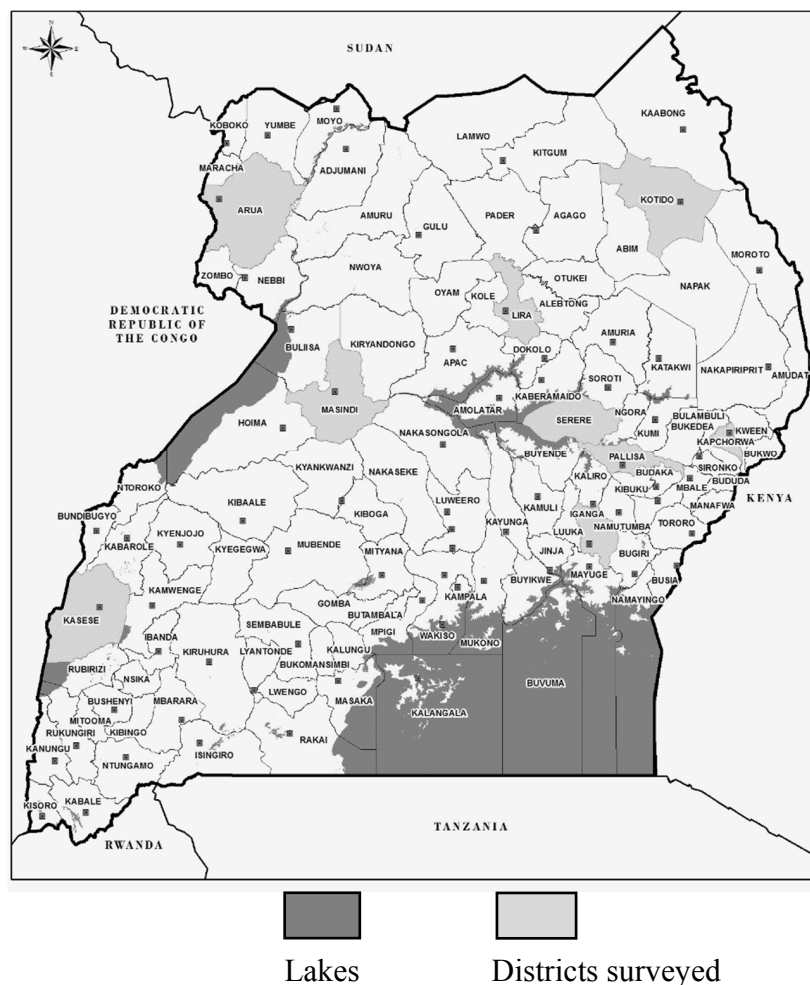 N
W
E
S
SUDAN
KAABONG
MOYO
KOBOKO
YUMBE
LAMWO
KITGUM
MARACHA
ADJUMANI
KOTIDO
ARUA
AMURU
GULU
PADER
AGAGO
ABIM
MOROTO
ZOMBO
NEBBI
NWOYA
OTUKEI
NAPAK
OYAM
KOLE
ALEBTONG
LIRA
DEMOCRATIC
REPUBLIC OF
THE CONGO
BULIISA
KIRYANDONGO
AMURIA
APAC
DOKOLO
KATAKWI
NAKAPIRIPRIT
AMUDAT
SOROTI
KABERAMAIDO
MASINDI
AMOLATAR
SERERE
NGORA
BULAMBULI
HOIMA
KUMI
BUKEDEA
KWEEN
NAKASONGOLA
KAPCHORWA
BUYENDE
BUKWO
PALLISA
KYANKWANZI
NAKASEKE
SIRONKO
BUDAKA
KALIRO
NTOROKO
KIBUKU
MBALE
BUDUDA
KENYA
KIBAALE
KAMULI
MANAFWA
LUWEERO
IGANGA
BUNDIBUGYO
KIBOGA
KAYUNGA
NAMUTUMBA
TORORO
KYENJOJO
LUUKA
KABAROLE
KYEGEGWA
MUBENDE
MITYANA
JINJA
BUGIRI
BUYIKWE
MAYUGE
BUSIA
KAMWENGE
KAMPALA
NAMAYINGO
GOMBA
KASESE
BUTAMBALA
SEMBABULE
MPIGI
WAKISO
IBANDA
MUKONO
KIRUHURA
LYANTONDE
KALUNGU
BUKOMANSIMBI
RUBIRIZI
NSIKA
BUVUMA
LWENGO
MASAKA
BUSHENYI
MBARARA
KALANGALA
MITOOMA
RUKUNGIRI
KIBINGO
RAKAI
KANUNGU
ISINGIRO
NTUNGAMO
KISORO
KABALE
TANZANIA
RWANDA
Lakes
Districts surveyed